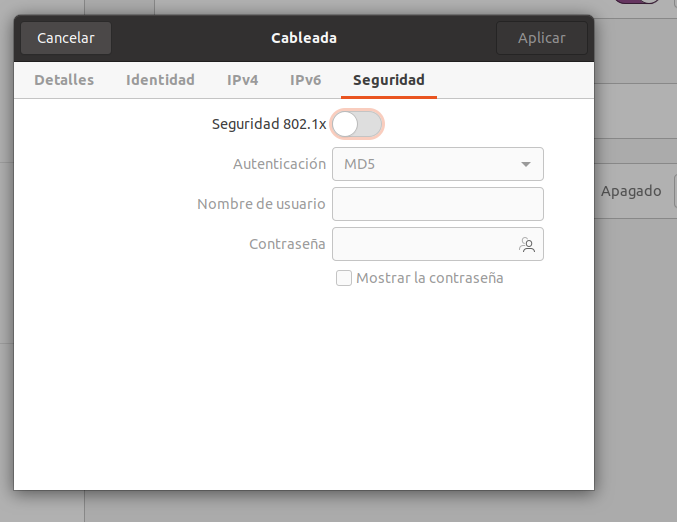 Cancelar
Cableada
Aplicar
Detalles
Identidad
IPv4
IPv6
Seguridad
Seguridad 802.1x
Autenticación
MD5
Nombre de usuario
Apagado
Contraseña
Mostrar la contraseña